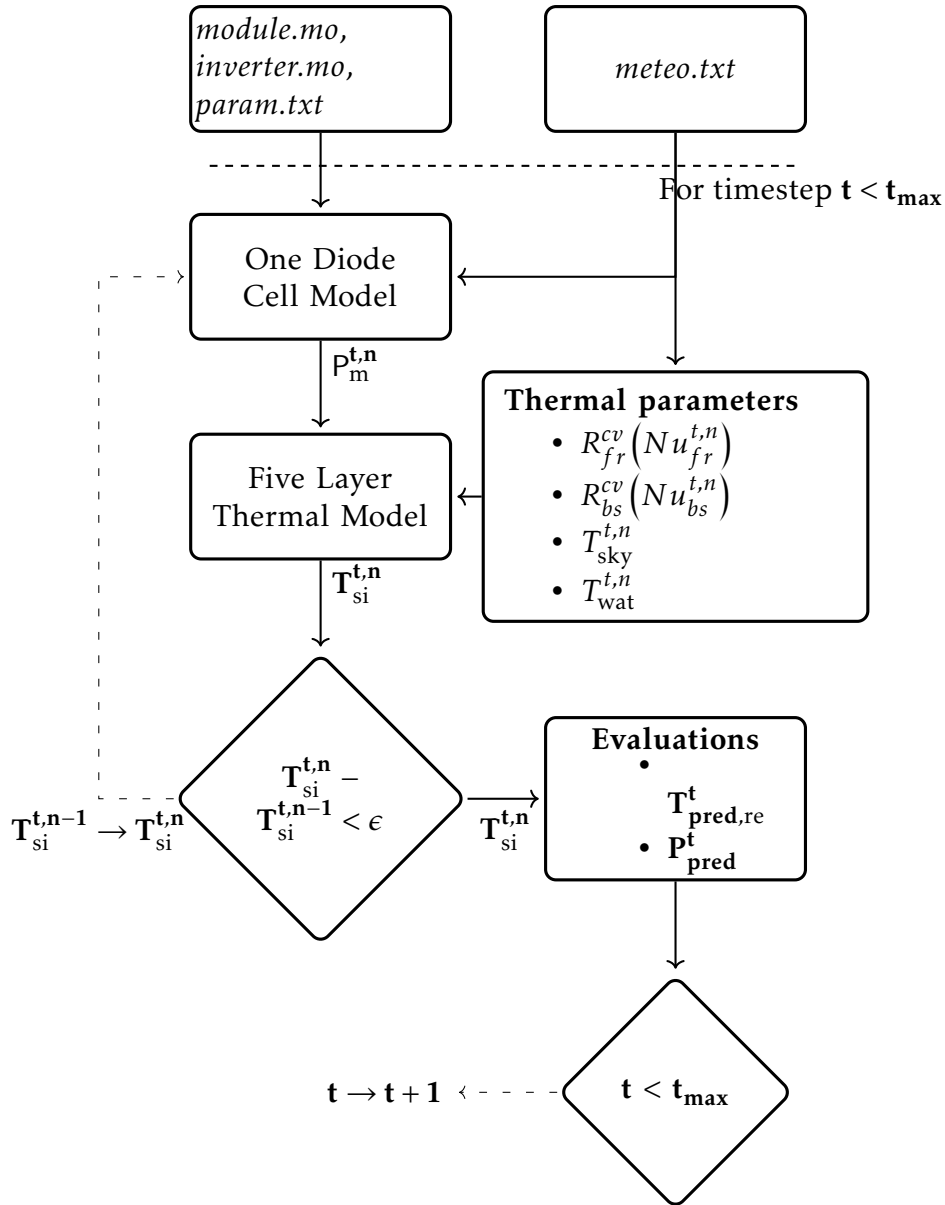 module.mo,
inverter.mo,
param.txt
meteo.txt
For timestep t < t_max
One Diode
Cell Model
P_m^{t,n}
Thermal parameters
• R_{fr}^{cv}(Nu_{fr}^{t,n})
• R_{bs}^{cv}(Nu_{bs}^{t,n})
• T_{sky}^{t,n}
• T_{wat}^{t,n}
Five Layer
Thermal Model
T_{si}^{t,n}
T_{si}^{t,n} −
T_{si}^{t,n−1} < ϵ
T_{si}^{t,n−1} → T_{si}^{t,n}
T_{si}^{t,n}
Evaluations
•
T_{pred,re}^{t}
• P_{pred}^{t}
t < t_max
t → t + 1